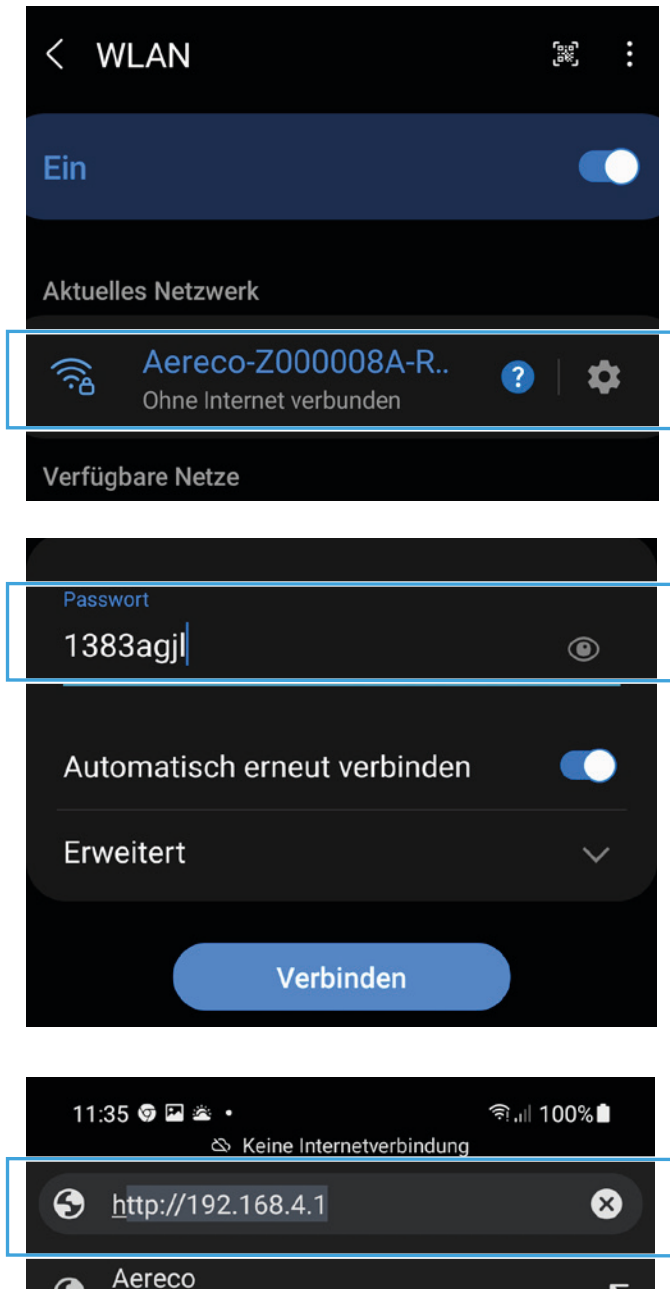 WLAN
Ein
Aktuelles Netzwerk
Aereco-Z000008A-R..
Ohne Internet verbunden
Verfügbare Netze
Passwort
1383agjl
Automatisch erneut verbinden
Erweitert
Verbinden
11:35 100%
Keine Internetverbindung
http://192.168.4.1
Aereco